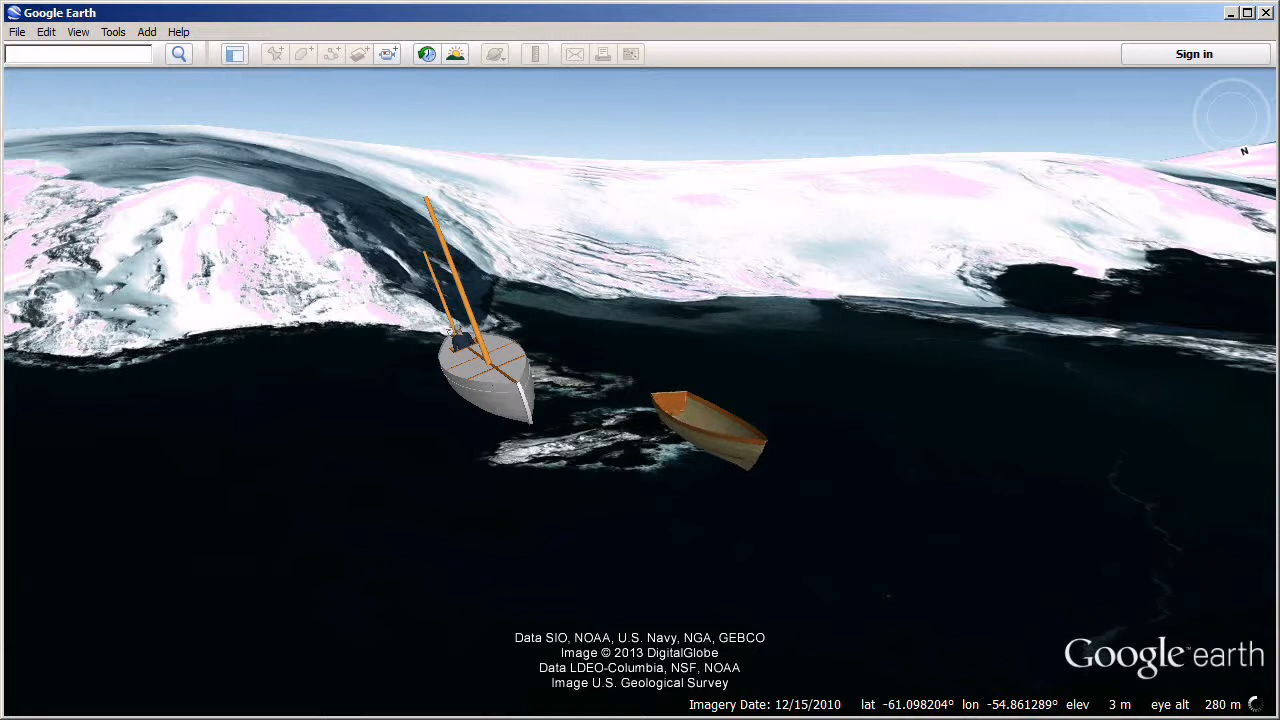 Google Earth
File Edit View Tools Add Help
Sign in
N
Data SIO, NOAA, U.S. Navy, NGA, GEBCO
Image © 2013 DigitalGlobe
Data LDEO-Columbia, NSF, NOAA
Image U.S. Geological Survey
Google earth
Imagery Date: 12/15/2010 lat -61.098204° lon -54.861289° elev 3 m eye alt 280 m